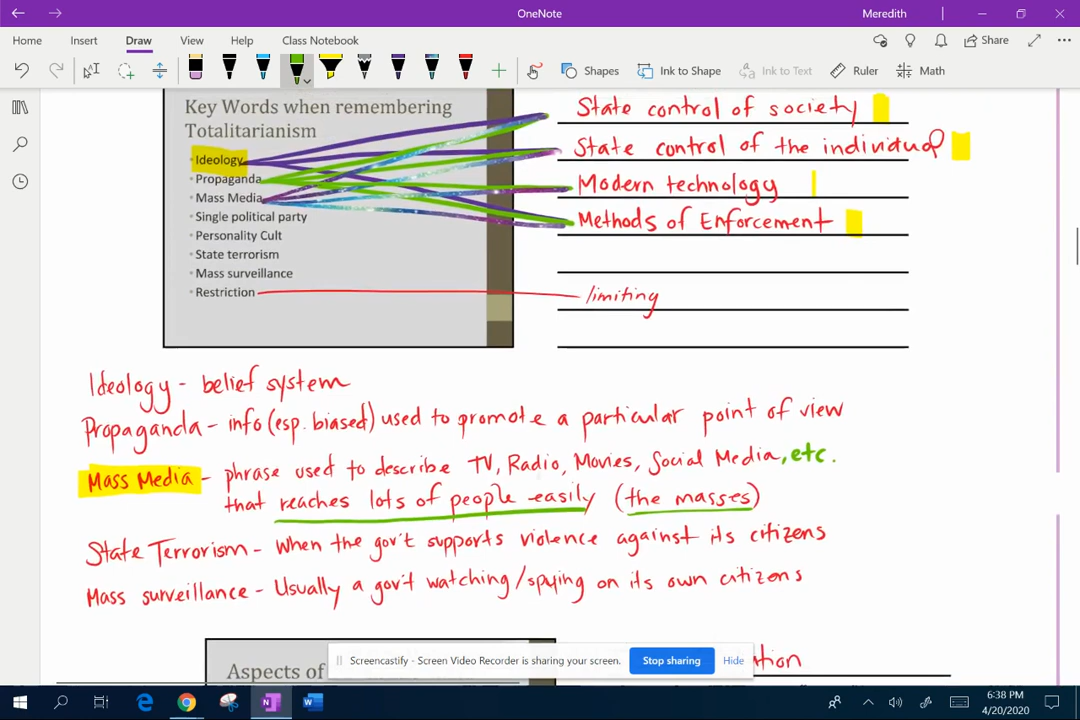 OneNote
Meredith
Home Insert Draw View Help Class Notebook
Share
Shapes Ink to Shape Ink to Text Ruler Math
Key Words when remembering
Totalitarianism
Ideology
Propaganda
Mass Media
Single political party
Personality Cult
State terrorism
Mass surveillance
Restriction
State control of society
State control of the individual
Modern technology
Methods of Enforcement
limiting
Ideology - belief system
Propaganda - info (esp. biased) used to promote a particular point of view
Mass Media - phrase used to describe TV, Radio, Movies, Social Media, etc.
that reaches lots of people easily (the masses)
State Terrorism - When the gov't supports violence against its citizens
Mass surveillance - Usually a gov't watching/spying on its own citizens
Aspects of
Screencastify - Screen Video Recorder is sharing your screen. Stop sharing Hide
6:38 PM
4/20/2020